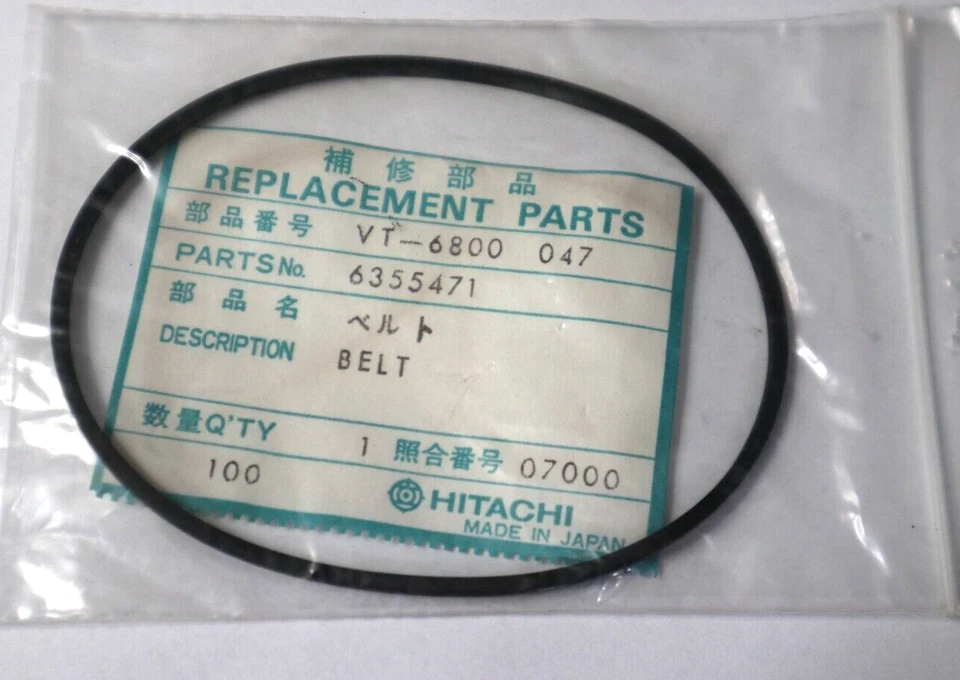 補修部品
REPLACEMENT PARTS
部品番号 VT-6800 047
PARTS No. 6355471
部品名 ベルト
DESCRIPTION BELT
数量Q'TY 1 照合番号 07000
100
HITACHI
MADE IN JAPAN